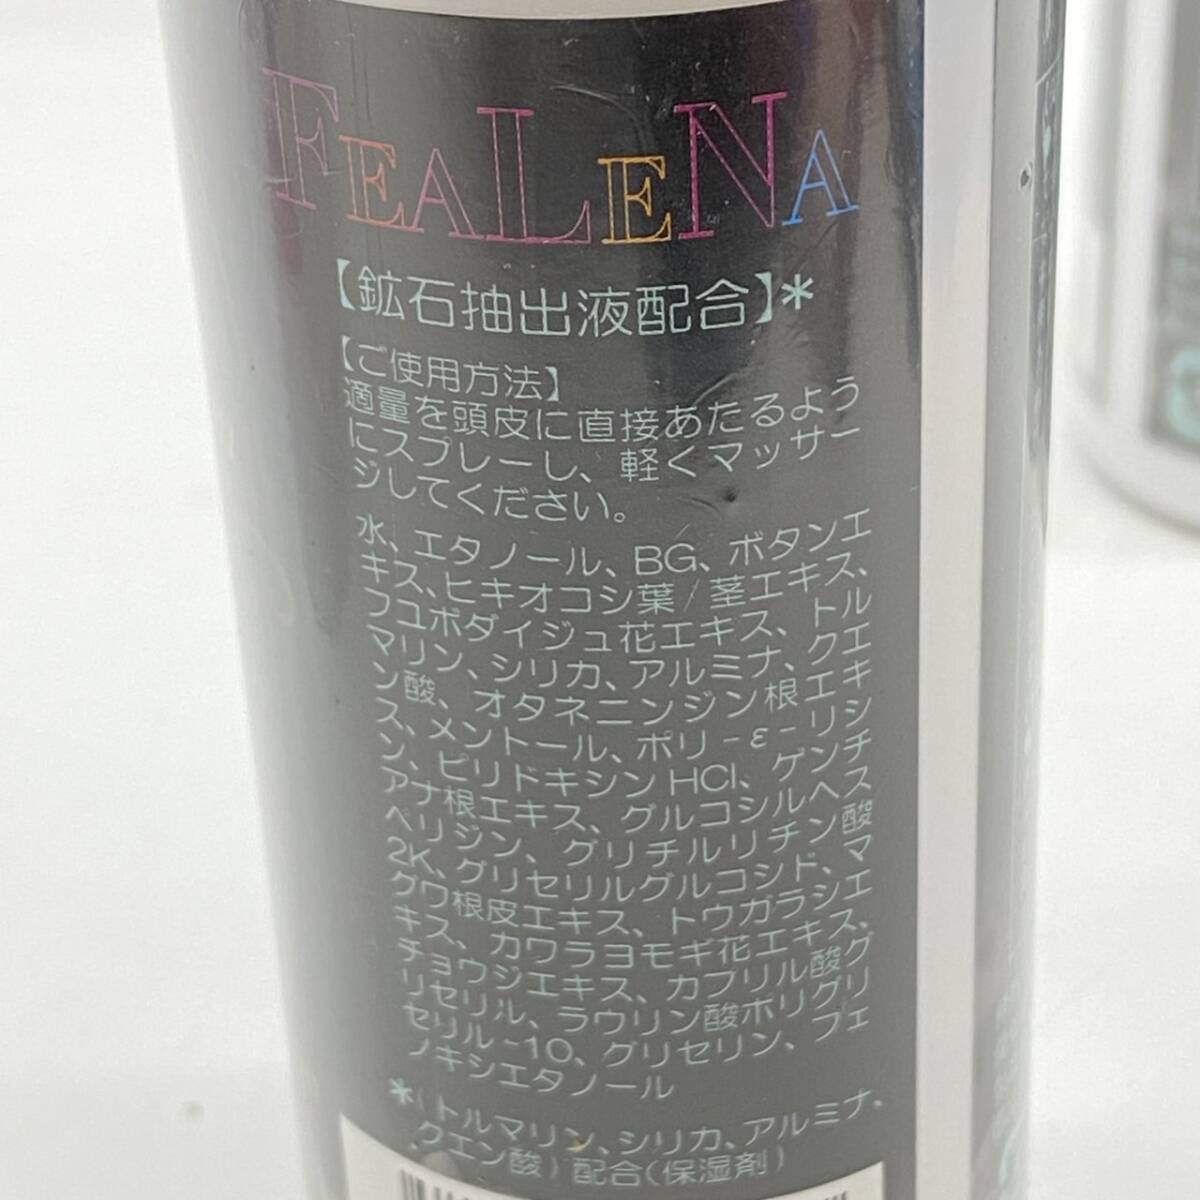 FEALENA
【鉱石抽出液配合】*
【ご使用方法】
適量を頭皮に直接あたるよう
にスプレーし、軽くマッサー
ジしてください。
水、エタノール、BG、ボタンエ
キス、ヒキオコシ葉/茎エキス、
フユボダイジュ花エキス、トル
マリン、シリカ、アルミナ、クエ
ン酸、オタネニンジン根エキ
ス、メントール、ポリ-ε-リシ
ン、ピリドキシンHCl、ゲンチ
アナ根エキス、グルコシルヘス
ペリジン、グリチルリチン酸
2K、グリセリルグルコシド、マ
グワ根皮エキス、トウガラシエ
キス、カワラヨモギ花エキス、
チョウジエキス、カプリル酸グ
リセリル、ラウリン酸ポリグリ
セリル-10、グリセリン、フェ
ノキシエタノール
*(トルマリン、シリカ、アルミナ、
クエン酸)配合(保湿剤)